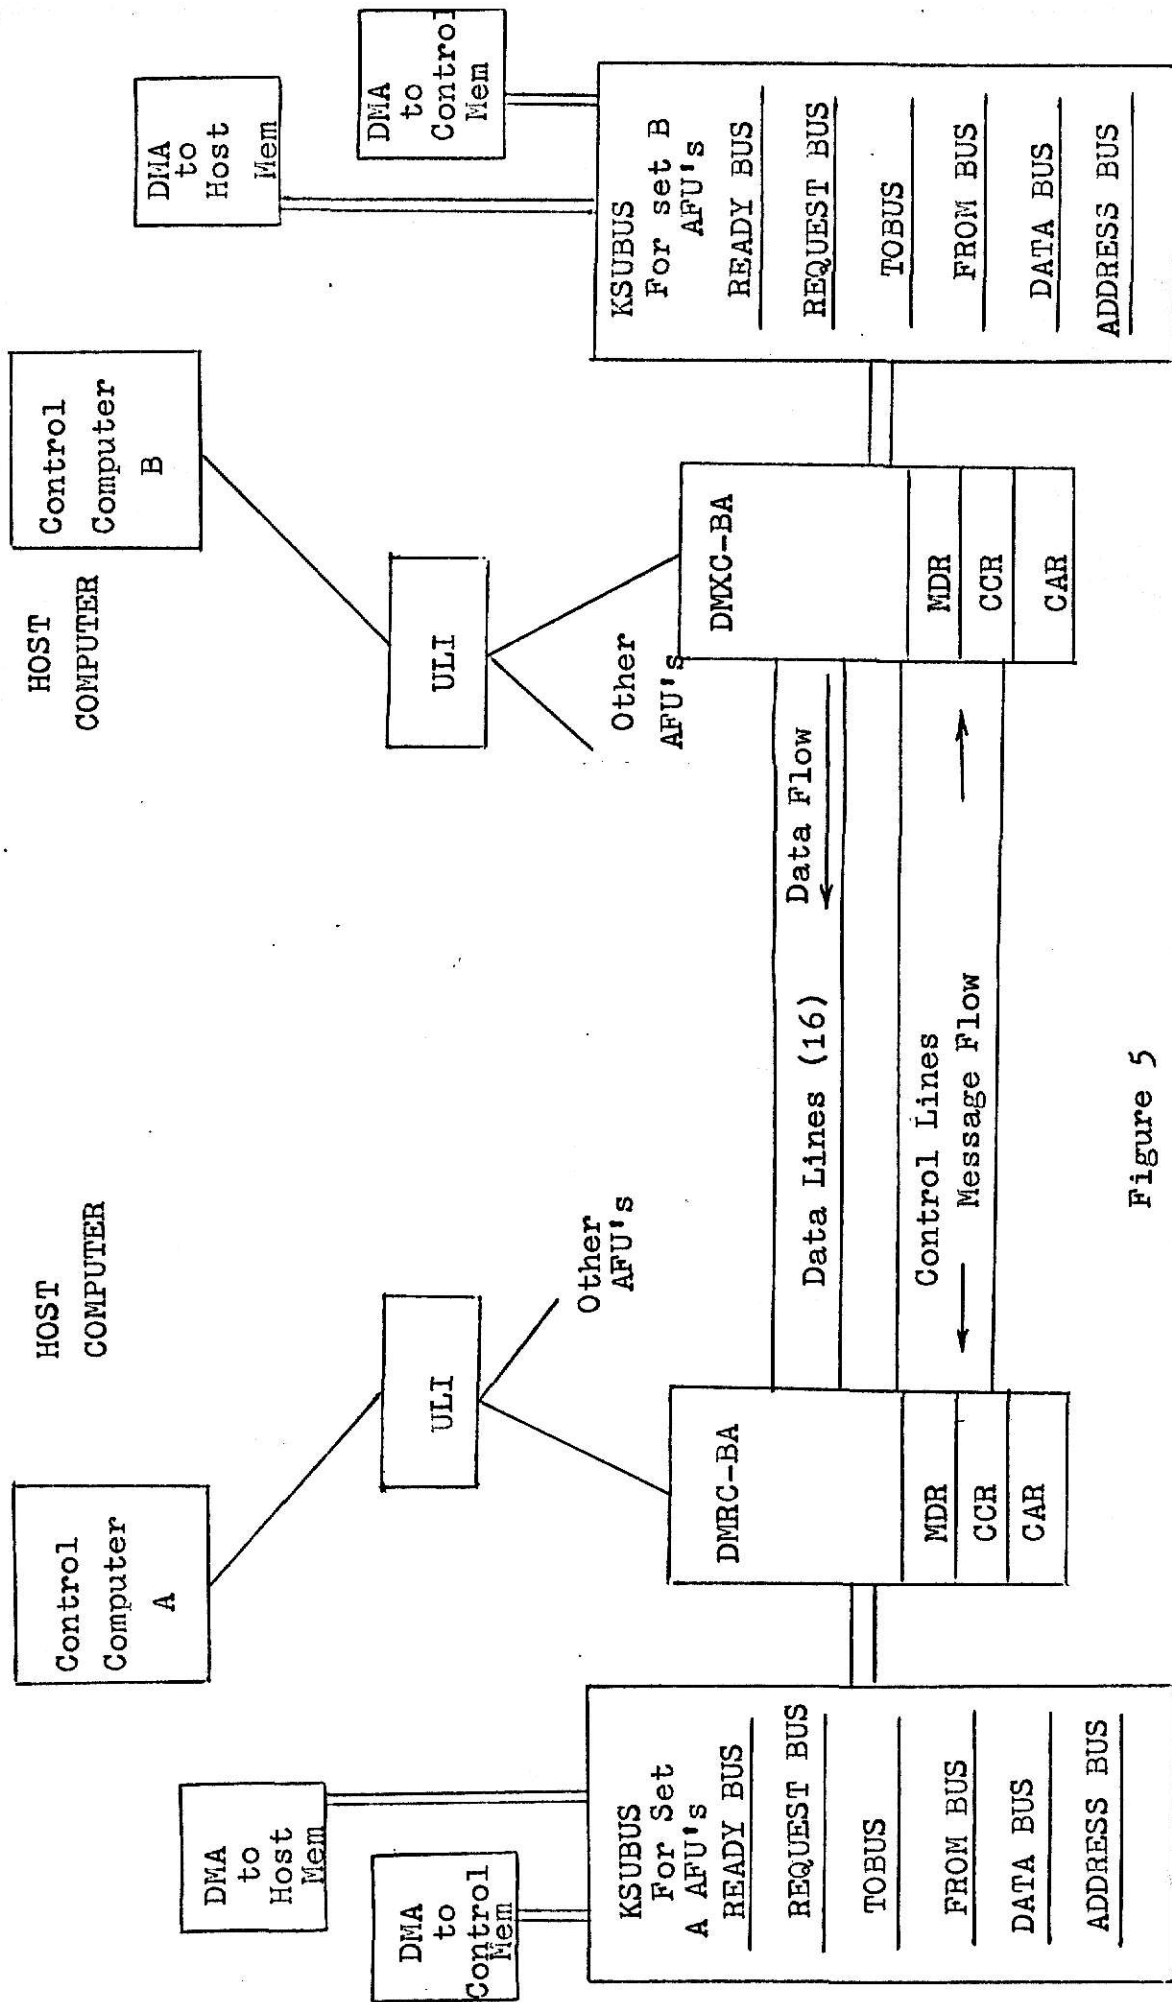 HOST
COMPUTER
HOST
COMPUTER
Control
Computer
A
Control
Computer
B
DMA
to
Host
Mem
DMA
to
Control
Mem
ULI
Other
AFU's
ULI
Other
AFU's
DMA
to
Host
Mem
DMA
to
Control
Mem
KSUBUS
For Set
A AFU's
READY BUS
REQUEST BUS
TOBUS
FROM BUS
DATA BUS
ADDRESS BUS
DMRC-BA
MDR
CCR
CAR
Data Lines (16)
Data Flow
Control Lines
Message Flow
DMXC-BA
MDR
CCR
CAR
KSUBUS
For set B
AFU's
READY BUS
REQUEST BUS
TOBUS
FROM BUS
DATA BUS
ADDRESS BUS
Figure 5